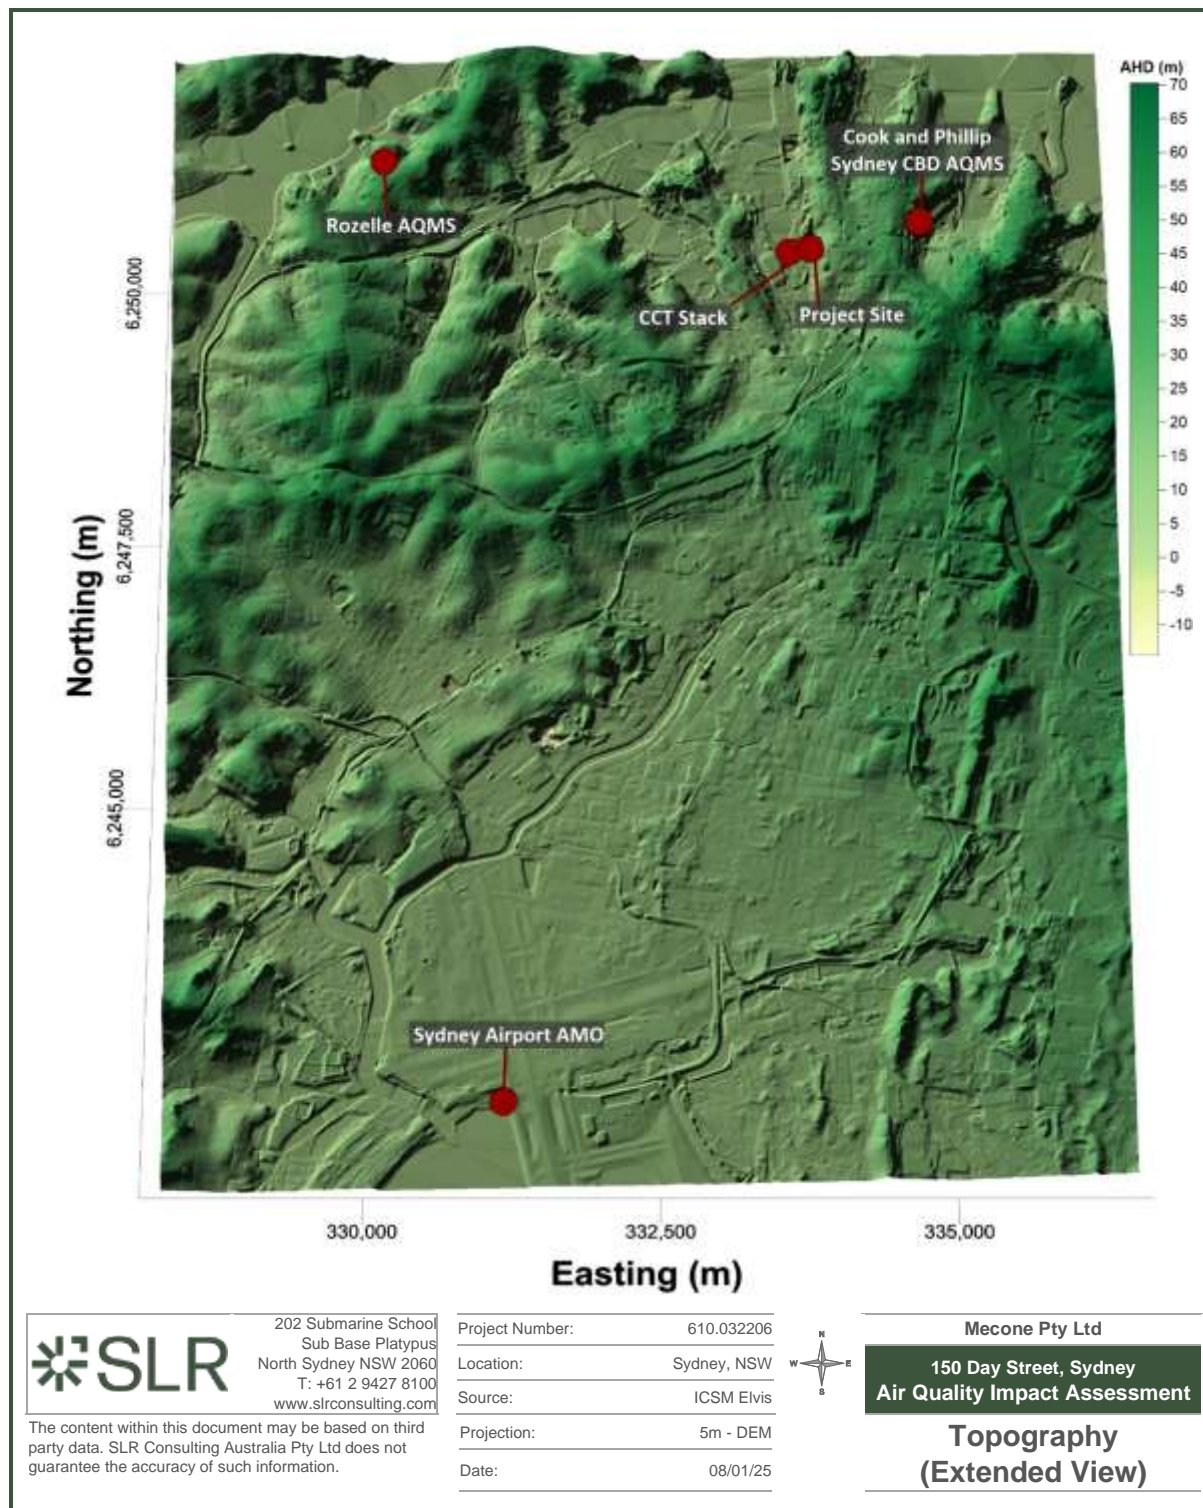 AHD (m)
70
65
60
55
50
45
40
35
30
25
20
15
10
5
0
-5
-10
Cook and Phillip
Sydney CBD AQMS
Rozelle AQMS
CCT Stack
Project Site
Sydney Airport AMO
Northing (m)
6,250,000
6,247,500
6,245,000
330,000
332,500
335,000
Easting (m)
SLR
202 Submarine School
Sub Base Platypus
North Sydney NSW 2060
T: +61 2 9427 8100
www.slrconsulting.com
The content within this document may be based on third
party data. SLR Consulting Australia Pty Ltd does not
guarantee the accuracy of such information.
Project Number: 610.032206
Location: Sydney, NSW
Source: ICSM Elvis
Projection: 5m - DEM
Date: 08/01/25
N
W E
S
Mecone Pty Ltd
150 Day Street, Sydney
Air Quality Impact Assessment
Topography
(Extended View)